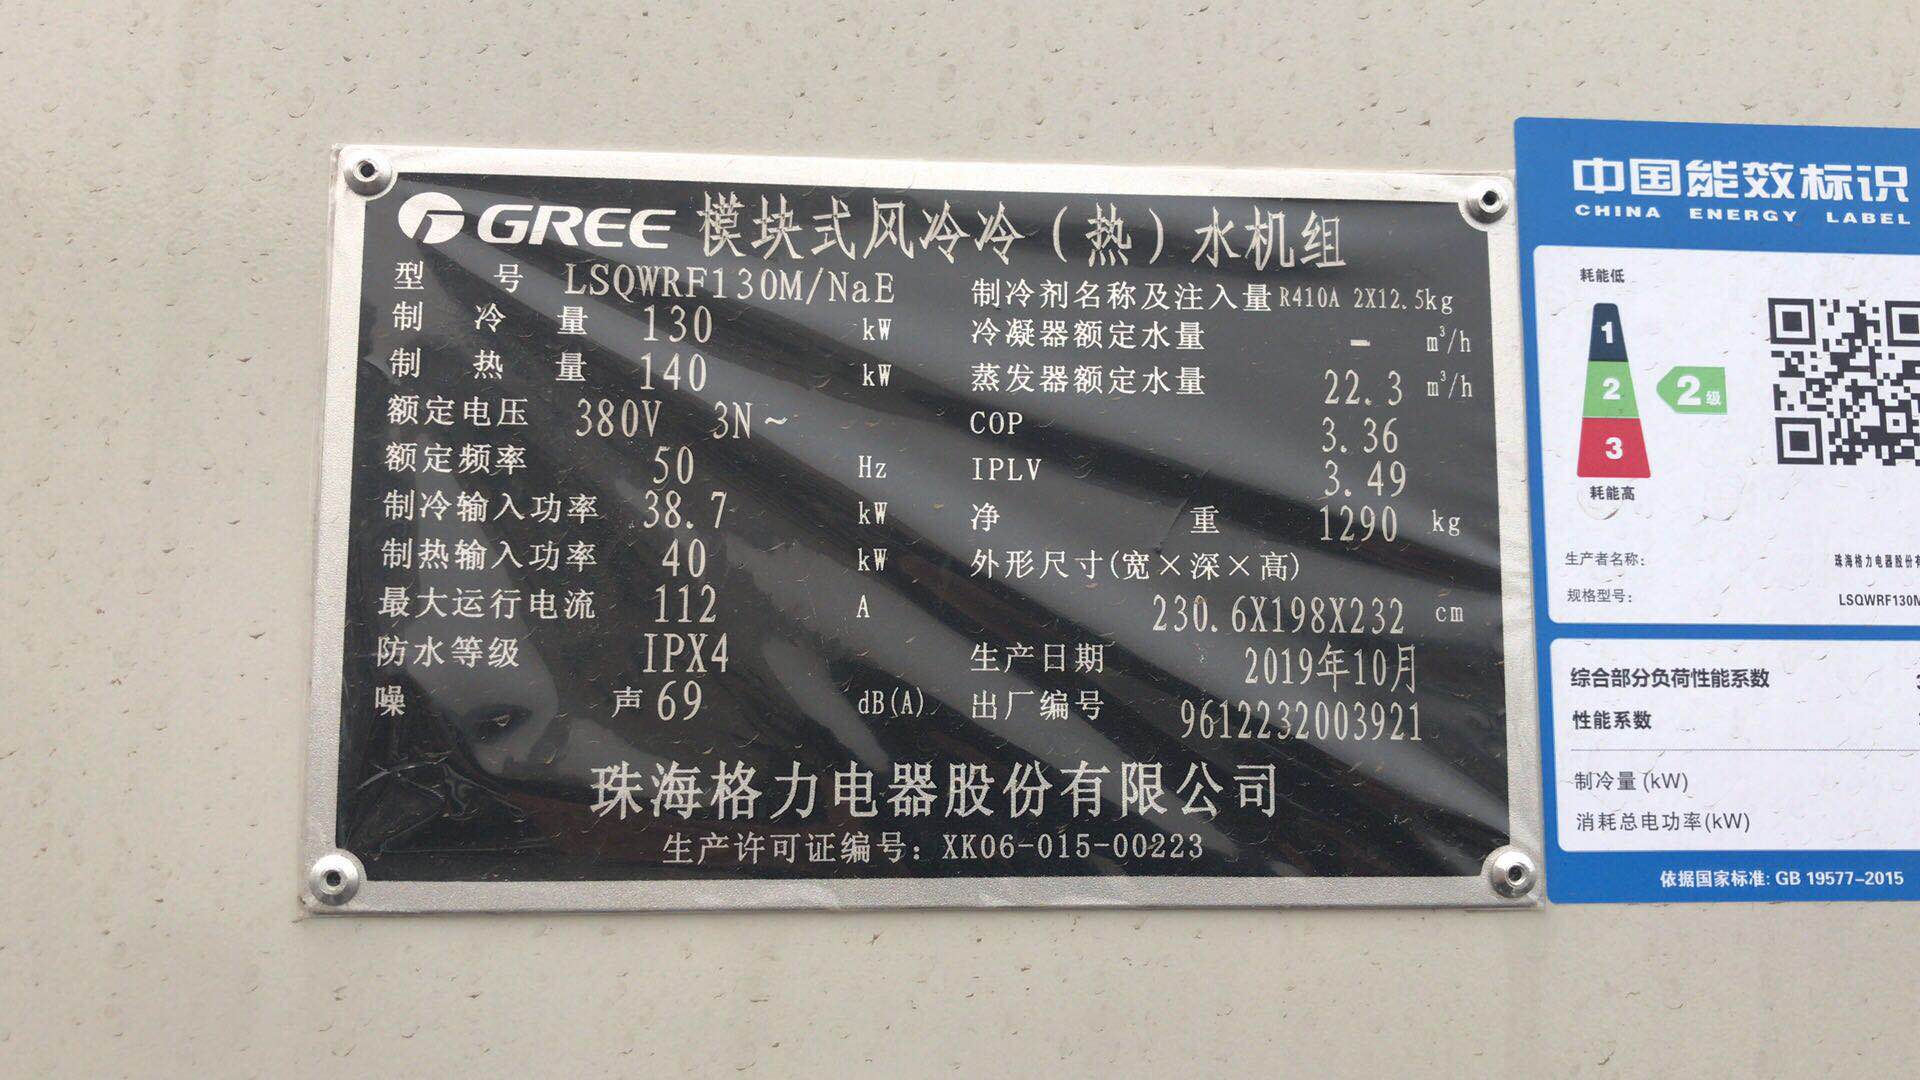 GREE 模块式风冷冷（热）水机组
型 号 LSQWRF130M/NaE
制 冷 量 130 kW
制 热 量 140 kW
额定电压 380V 3N~
额定频率 50 Hz
制冷输入功率 38.7 kW
制热输入功率 40 kW
最大运行电流 112 A
防水等级 IPX4
噪 声 69 dB(A)
制冷剂名称及注入量 R410A 2X12.5kg
冷凝器额定水量 - m³/h
蒸发器额定水量 22.3 m³/h
COP 3.36
IPLV 3.49
净 重 1290 kg
外形尺寸(宽×深×高)
230.6X198X232 cm
生产日期 2019年10月
出厂编号 9612232003921
珠海格力电器股份有限公司
生产许可证编号: XK06-015-00223
中国能效标识
CHINA ENERGY LABEL
耗能低
1
2
2级
3
耗能高
生产者名称: 珠海格力电器股份
规格型号: LSQWRF130
综合部分负荷性能系数
性能系数
制冷量 (kW)
消耗总电功率(kW)
依据国家标准: GB 19577-2015